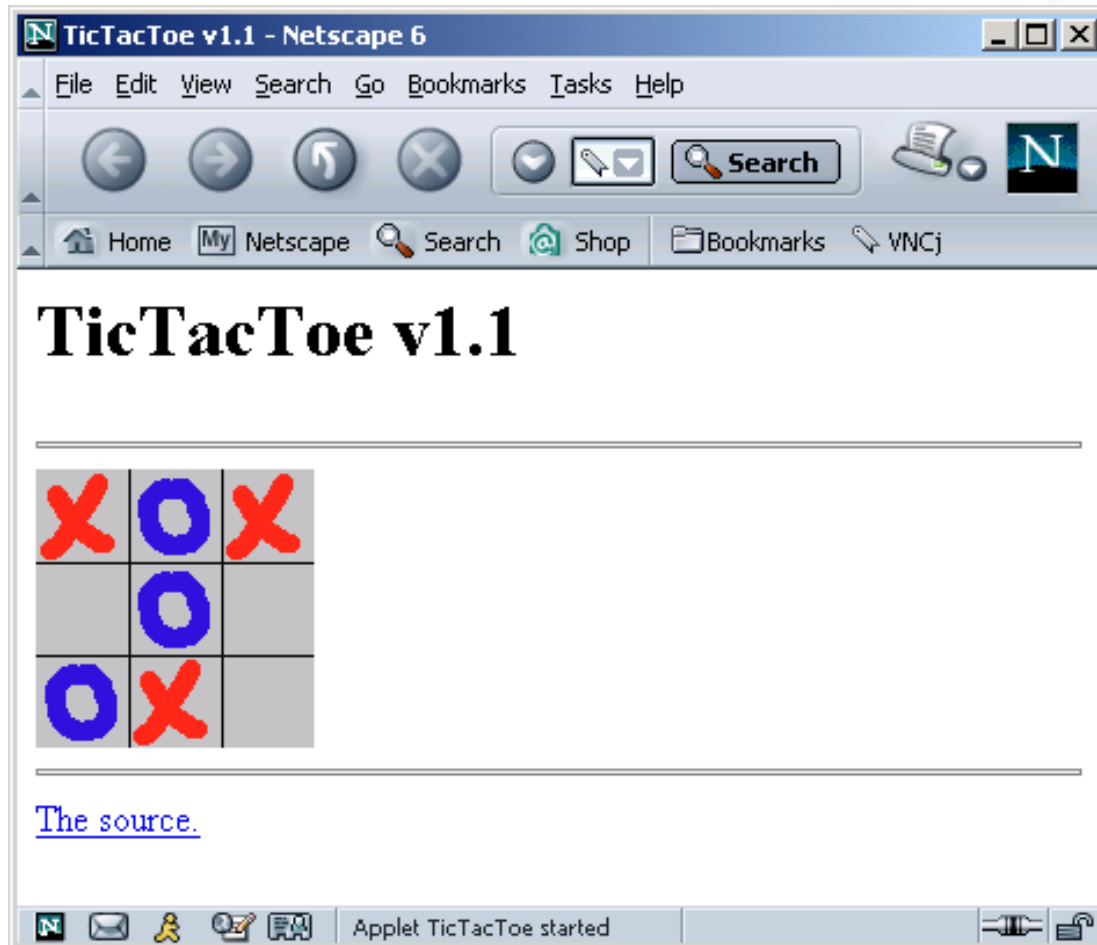 TicTacToe v1.1 - Netscape 6
File Edit View Search Go Bookmarks Tasks Help
Search N
Home My Netscape Search Shop Bookmarks VNCj
TicTacToe v1.1
X O X
O
O X
The source.
N Applet TicTacToe started